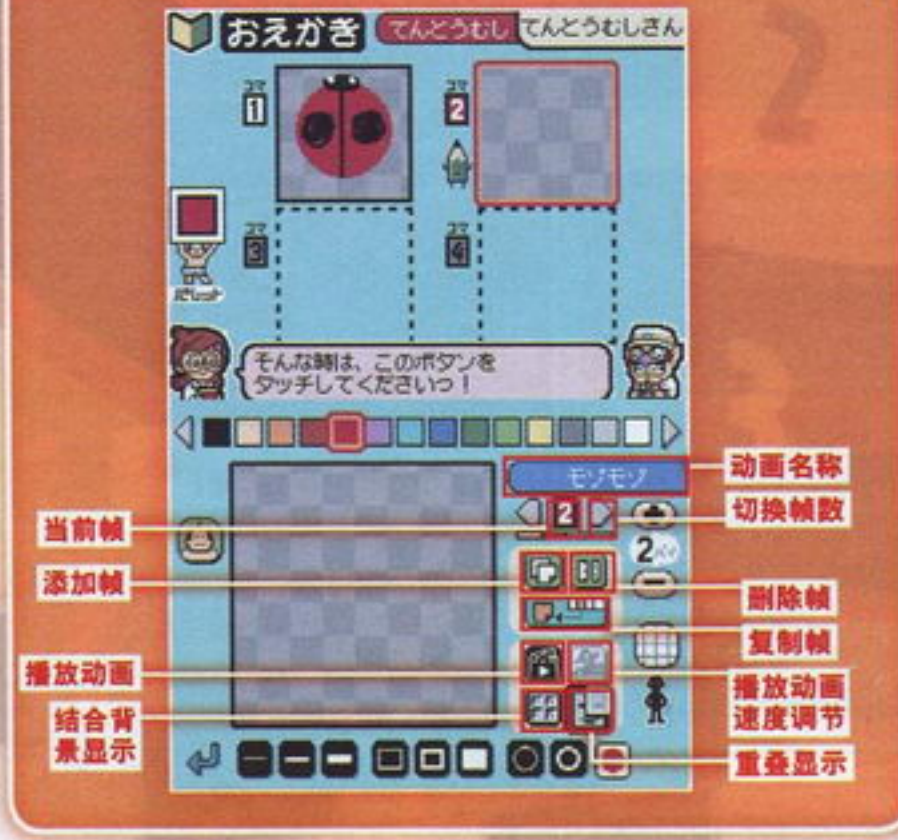 おえかき
てんとうむし
てんとうむしさん
コマ
1
コマ
2
コマ
3
コマ
4
パレット
そんな時は、このボタンを
タッチしてくださいっ！
モゾモゾ
动画名称
2
切换帧数
当前帧
2
添加帧
删除帧
复制帧
播放动画
播放动画
速度调节
结合背
景显示
重叠显示